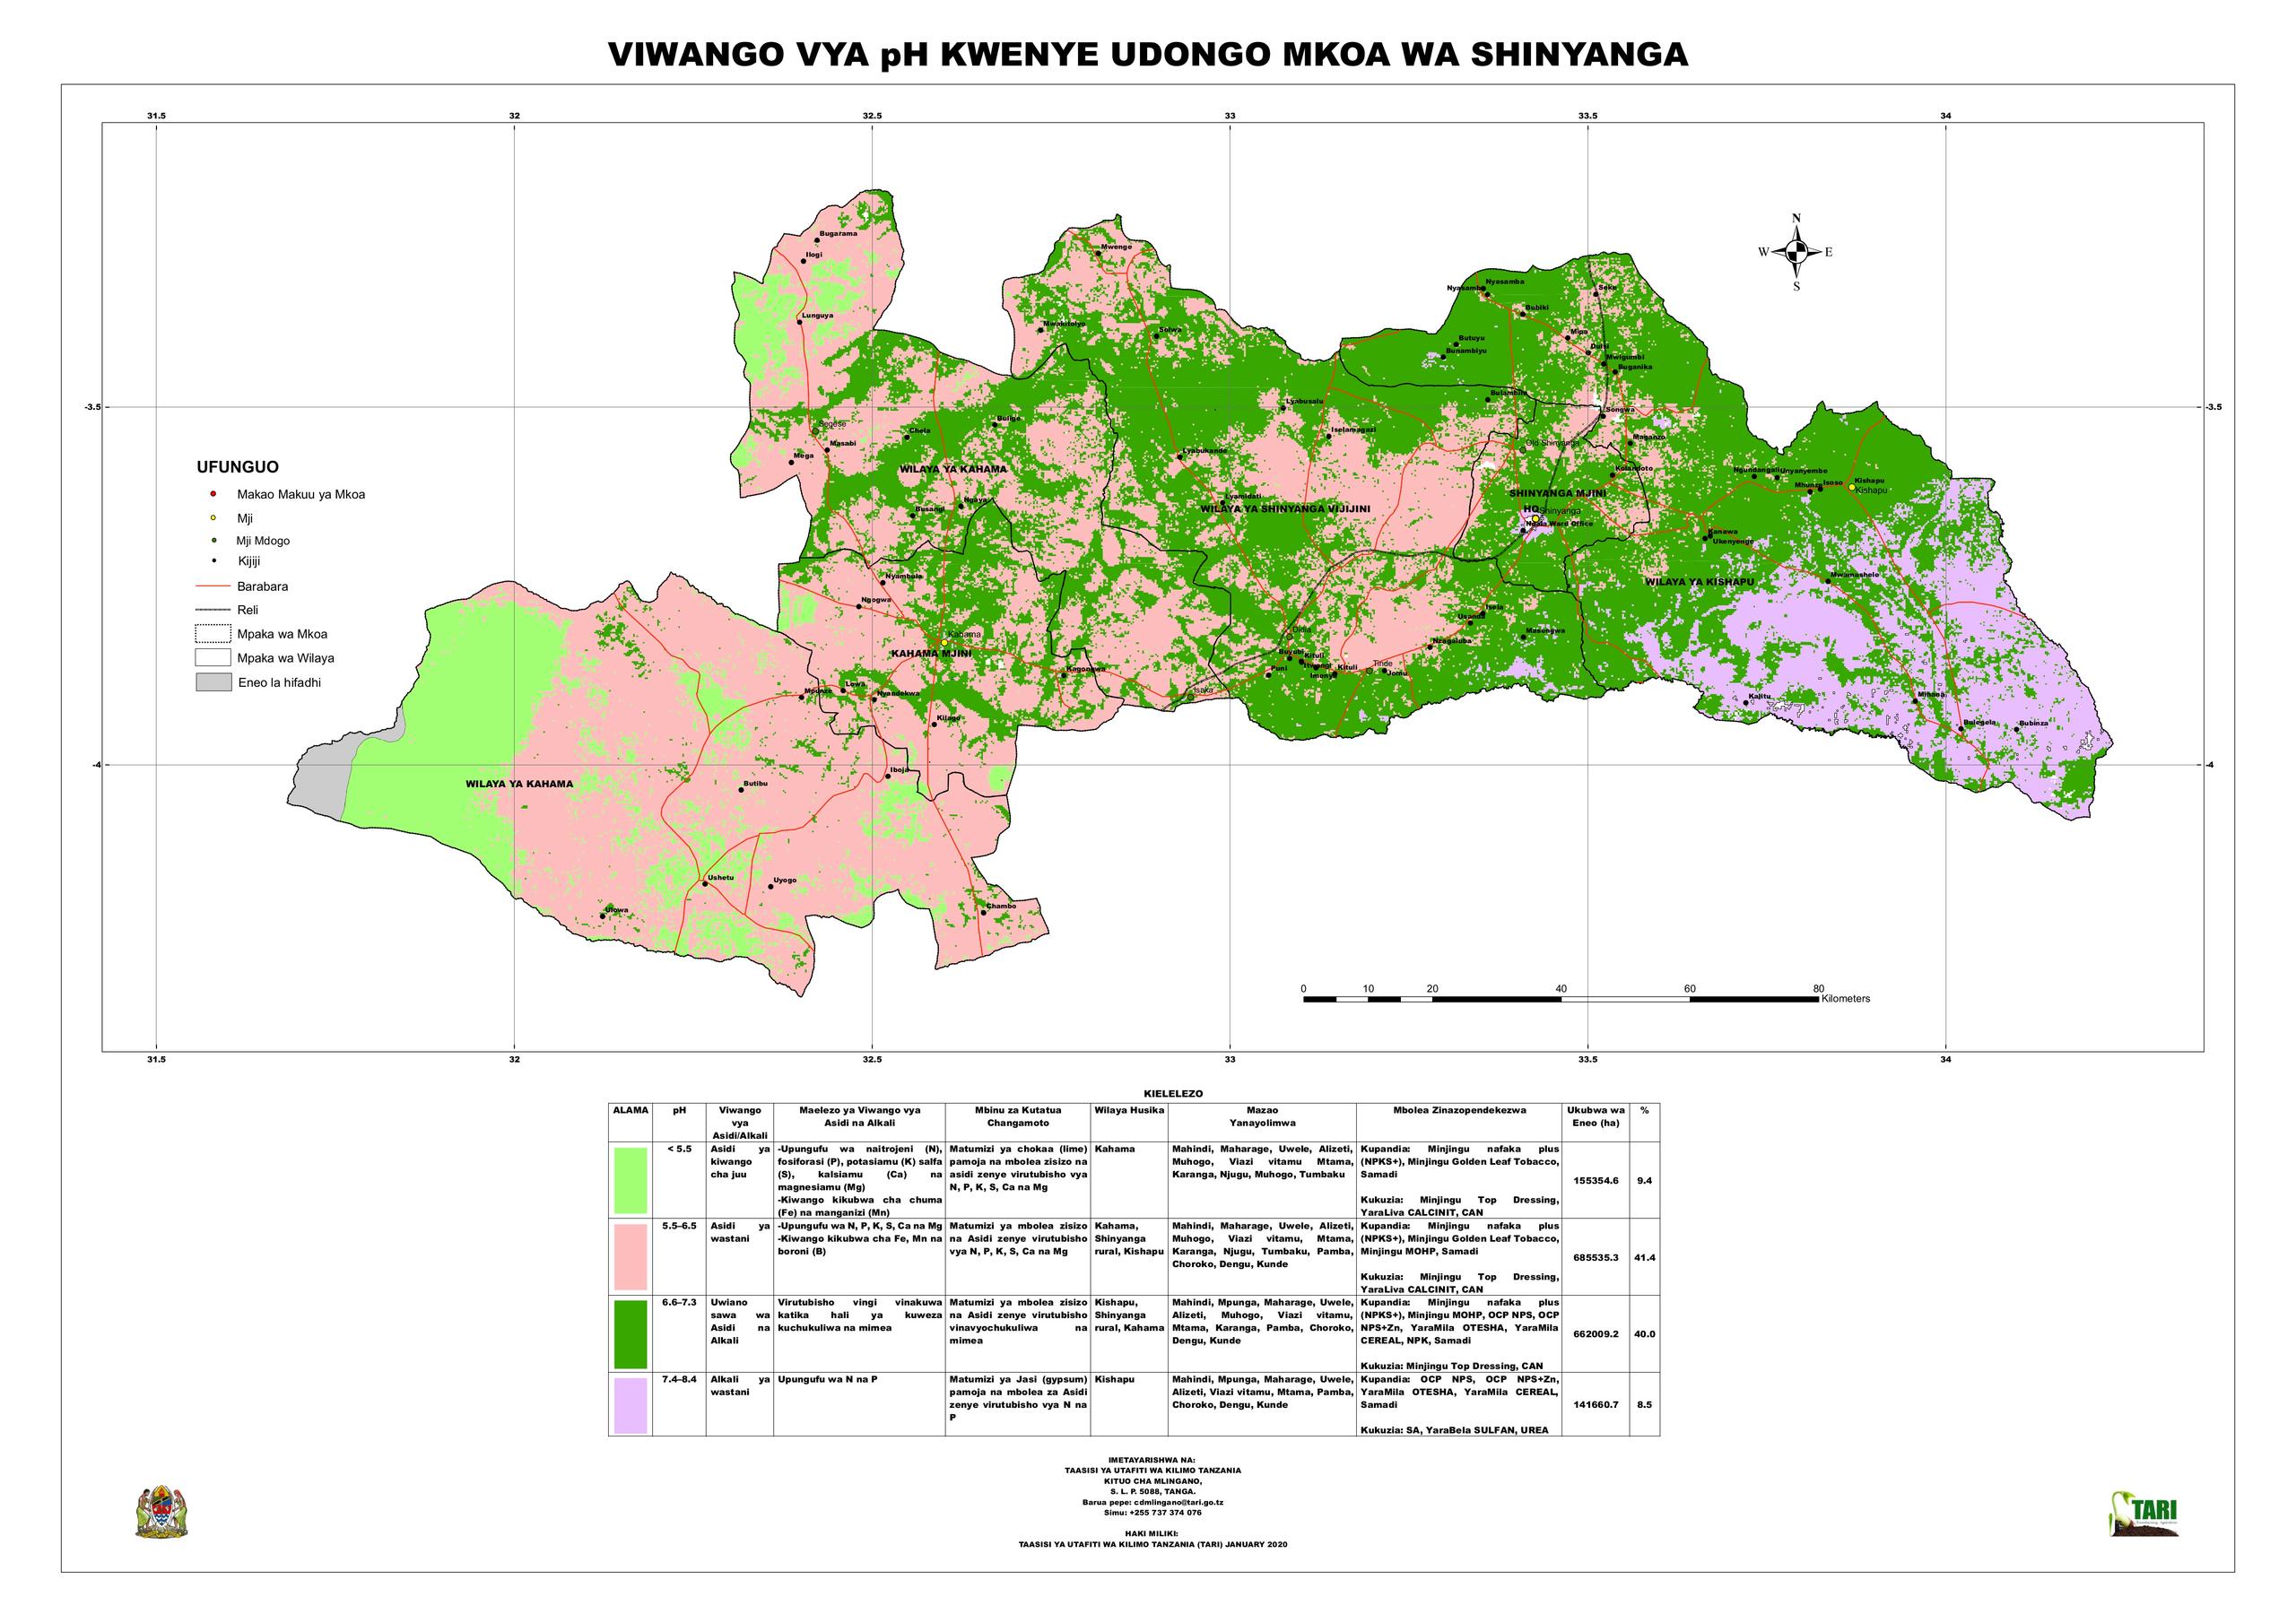 VIWANGO VYA pH KWENYE UDONGO MKOA WA SHINYANGA
31.5 32 32.5 33 33.5 34
-3.5 -3.5
-4 -4
31.5 32 32.5 33 33.5 34
N
W E
S
UFUNGUO
Makao Makuu ya Mkoa
Mji
Mji Mdogo
Kijiji
Barabara
Reli
Mpaka wa Mkoa
Mpaka wa Wilaya
Eneo la hifadhi
Bugarama
Ilogi
Lunguya
Segese
Masabi
Mega
Chela
Bulige
WILAYA YA KAHAMA
Ngaya
Busangi
Mwenge
Mwakitolyo
Solwa
Lyabusalu
Iselamagazi
Lyabukande
Lyamidati
WILAYA YA SHINYANGA VIJIJINI
Nyasamba
Nyasamba
Bubiki
Seke
Mipa
Butuyu
Bunambiyu
Dulisi
Mwigumbi
Buganika
Bulambila
Songwa
Maganzo
Old Shinyanga
Kolandoto
SHINYANGA MJINI
HQ
Shinyanga
Ngala Ward Office
Ngundangali
Unyanyembe
Mhunze
Isoso
Kishapu
Kishapu
Banawa
Ukenyenge
WILAYA YA KISHAPU
Mwamashele
Nyambula
Ngogwa
Kahama
KAHAMA MJINI
Kagongwa
Isaka
Didia
Buyubi
Kituli
Puni
Itwangi
Imonya
Kituli
Tinde
Jomu
Nzagaluba
Usanda
Isela
Masengwa
Kalitu
Mihama
Bulegela
Bubinza
Mpunze
Lowa
Nyandekwa
Kilago
Iboja
WILAYA YA KAHAMA
Butibu
Ushetu
Uyogo
Ulowa
Chambo
0 10 20 40 60 80
Kilometers
KIELELEZO
ALAMA pH Viwango vya Asidi/Alkali Maelezo ya Viwango vya Asidi na Alkali Mbinu za Kutatua Changamoto Wilaya Husika Mazao Yanayolimwa Mbolea Zinazopendekezwa Ukubwa wa Eneo (ha) %
< 5.5 Asidi ya kiwango cha juu
-Upungufu wa naitrojeni (N), fosiforasi (P), potasiamu (K) salfa (S), kalsiamu (Ca) na magnesiamu (Mg)
-Kiwango kikubwa cha chuma (Fe) na manganizi (Mn)
Matumizi ya chokaa (lime) pamoja na mbolea zisizo na asidi zenye virutubisho vya N, P, K, S, Ca na Mg
Kahama
Mahindi, Maharage, Uwele, Alizeti, Muhogo, Viazi vitamu Mtama, Karanga, Njugu, Muhogo, Tumbaku
Kupandia: Minjingu nafaka plus (NPKS+), Minjingu Golden Leaf Tobacco, Samadi
Kukuzia: Minjingu Top Dressing, YaraLiva CALCINIT, CAN
155354.6 9.4
5.5–6.5 Asidi ya wastani
-Upungufu wa N, P, K, S, Ca na Mg
-Kiwango kikubwa cha Fe, Mn na boroni (B)
Matumizi ya mbolea zisizo na Asidi zenye virutubisho vya N, P, K, S, Ca na Mg
Kahama, Shinyanga rural, Kishapu
Mahindi, Maharage, Uwele, Alizeti, Muhogo, Viazi vitamu, Mtama, Karanga, Njugu, Tumbaku, Pamba, Choroko, Dengu, Kunde
Kupandia: Minjingu nafaka plus (NPKS+), Minjingu Golden Leaf Tobacco, Minjingu MOHP, Samadi
Kukuzia: Minjingu Top Dressing, YaraLiva CALCINIT, CAN
685535.3 41.4
6.6–7.3 Uwiano sawa wa Asidi na Alkali
Virutubisho vingi vinakuwa katika hali ya kuweza kuchukuliwa na mimea
Matumizi ya mbolea zisizo na Asidi zenye virutubisho vinavyochukuliwa na mimea
Kishapu, Shinyanga rural, Kahama
Mahindi, Mpunga, Maharage, Uwele, Alizeti, Muhogo, Viazi vitamu, Mtama, Karanga, Pamba, Choroko, Dengu, Kunde
Kupandia: Minjingu nafaka plus (NPKS+), Minjingu MOHP, OCP NPS, OCP NPS+Zn, YaraMila OTESHA, YaraMila CEREAL, NPK, Samadi
Kukuzia: Minjingu Top Dressing, CAN
662009.2 40.0
7.4–8.4 Alkali ya wastani
Upungufu wa N na P
Matumizi ya Jasi (gypsum) pamoja na mbolea za Asidi zenye virutubisho vya N na P
Kishapu
Mahindi, Mpunga, Maharage, Uwele, Alizeti, Viazi vitamu, Mtama, Pamba, Choroko, Dengu, Kunde
Kupandia: OCP NPS, OCP NPS+Zn, YaraMila OTESHA, YaraMila CEREAL, Samadi
Kukuzia: SA, YaraBela SULFAN, UREA
141660.7 8.5
IMETAYARISHWA NA:
TAASISI YA UTAFITI WA KILIMO TANZANIA
KITUO CHA MLINGANO,
S. L. P. 5088, TANGA.
Barua pepe: cdmlingano@tari.go.tz
Simu: +255 737 374 076
HAKI MILIKI:
TAASISI YA UTAFITI WA KILIMO TANZANIA (TARI) JANUARY 2020
TARI